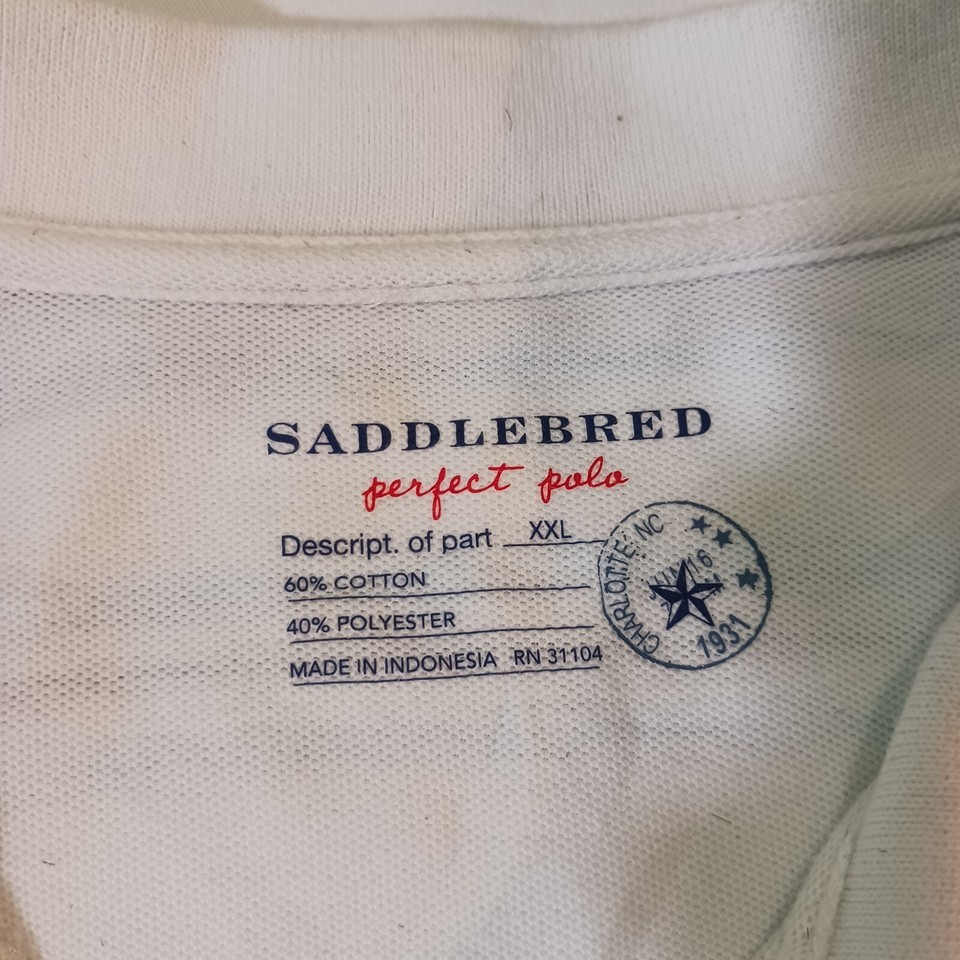 SADDLEBRED
perfect polo
Descript. of part XXL
60% COTTON
40% POLYESTER
MADE IN INDONESIA RN 31104
CHARLOTTE, NC
16
1931